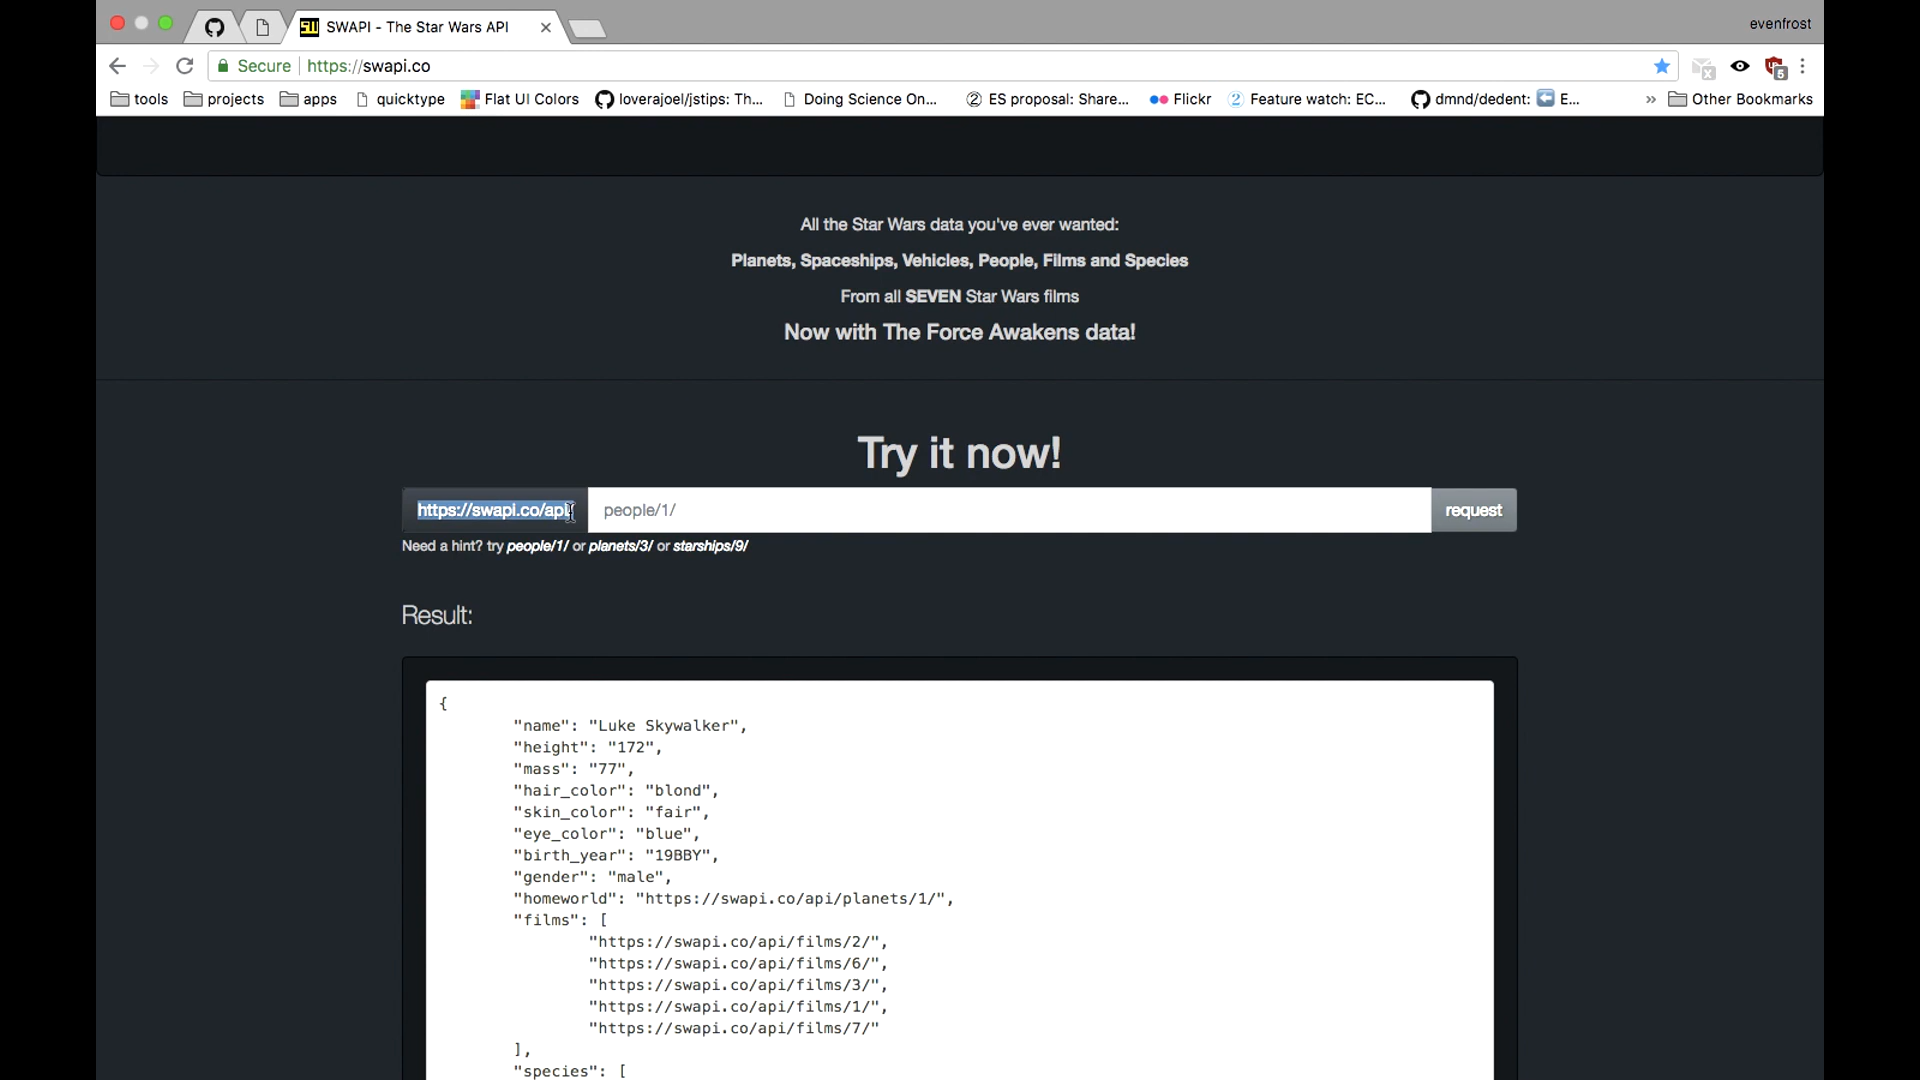 SWAPI - The Star Wars API
evenfrost
Secure https://swapi.co
5
tools projects apps quicktype Flat UI Colors loverajoel/jstips: Th... Doing Science On... ES proposal: Share... Flickr Feature watch: EC... dmnd/dedent: E... » Other Bookmarks
All the Star Wars data you've ever wanted:
Planets, Spaceships, Vehicles, People, Films and Species
From all SEVEN Star Wars films
Now with The Force Awakens data!
Try it now!
https://swapi.co/api/ people/1/ request
Need a hint? try people/1/ or planets/3/ or starships/9/
Result:
{
"name": "Luke Skywalker",
"height": "172",
"mass": "77",
"hair_color": "blond",
"skin_color": "fair",
"eye_color": "blue",
"birth_year": "19BBY",
"gender": "male",
"homeworld": "https://swapi.co/api/planets/1/",
"films": [
"https://swapi.co/api/films/2/",
"https://swapi.co/api/films/6/",
"https://swapi.co/api/films/3/",
"https://swapi.co/api/films/1/",
"https://swapi.co/api/films/7/"
],
"species": [